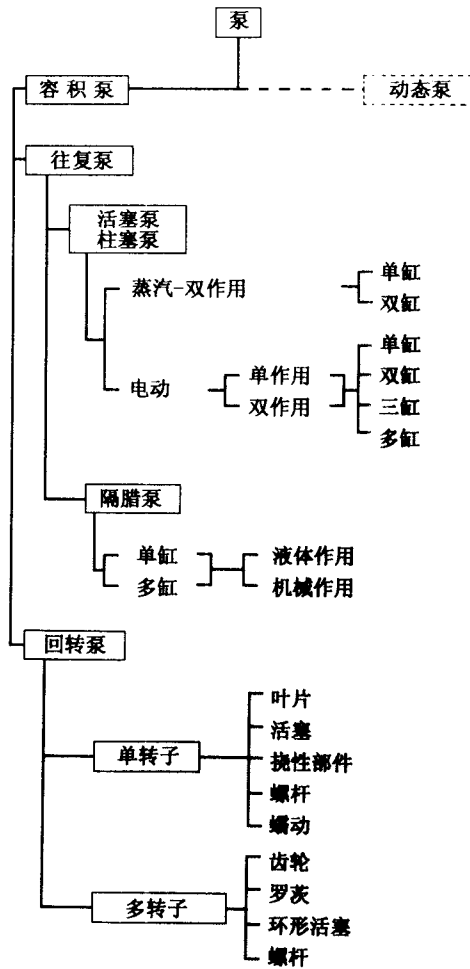 泵
容积泵
动态泵
往复泵
活塞泵
柱塞泵
蒸汽-双作用
单缸
双缸
电动
单作用
双作用
单缸
双缸
三缸
多缸
隔腊泵
单缸
多缸
液体作用
机械作用
回转泵
单转子
叶片
活塞
挠性部件
螺杆
蠕动
多转子
齿轮
罗茨
环形活塞
螺杆